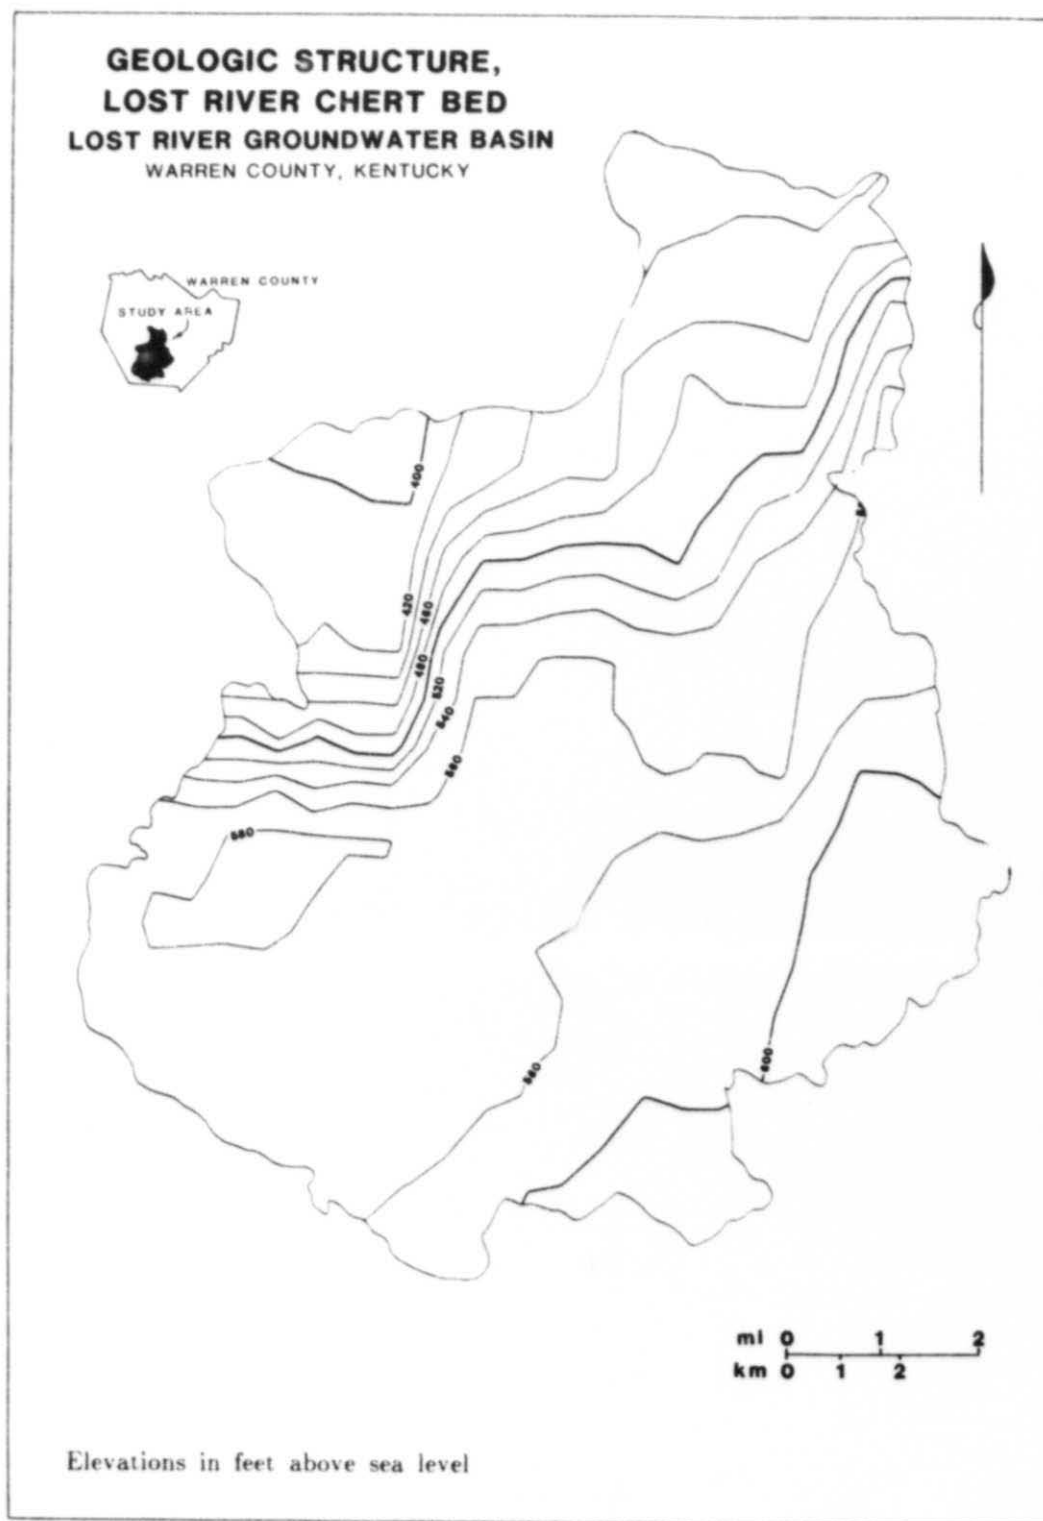 GEOLOGIC STRUCTURE,
LOST RIVER CHERT BED
LOST RIVER GROUNDWATER BASIN
WARREN COUNTY, KENTUCKY
WARREN COUNTY
STUDY AREA
400
420
460
480
520
540
560
580
600
mi 0 1 2
km 0 1 2
Elevations in feet above sea level